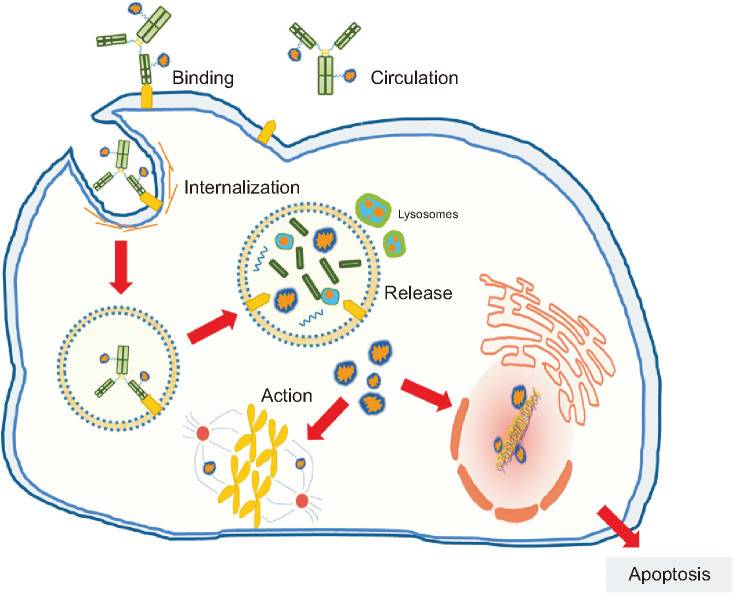 Binding
Circulation
Internalization
Lysosomes
Release
Action
Apoptosis